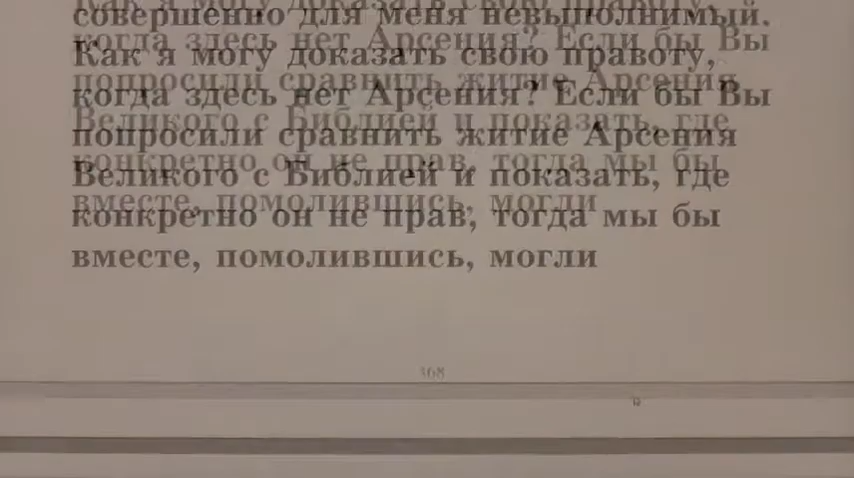 совершенно для меня невыполнимый.
Как я могу доказать свою правоту,
когда здесь нет Арсения? Если бы Вы
попросили сравнить житие Арсения
Великого с Библией и показать, где
конкретно он не прав, тогда мы бы
вместе, помолившись, могли
368